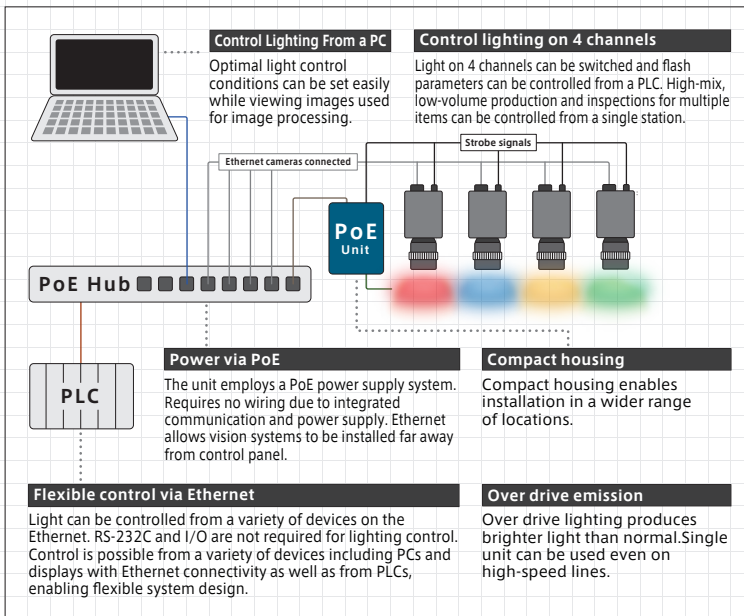 Control Lighting From a PC
Optimal light control
conditions can be set easily
while viewing images used
for image processing.
Control lighting on 4 channels
Light on 4 channels can be switched and flash
parameters can be controlled from a PLC. High-mix,
low-volume production and inspections for multiple
items can be controlled from a single station.
Strobe signals
Ethernet cameras connected
PoE
Unit
PoE Hub
PLC
Power via PoE
The unit employs a PoE power supply system.
Requires no wiring due to integrated
communication and power supply. Ethernet
allows vision systems to be installed far away
from control panel.
Compact housing
Compact housing enables
installation in a wider range
of locations.
Flexible control via Ethernet
Light can be controlled from a variety of devices on the
Ethernet. RS-232C and I/O are not required for lighting control.
Control is possible from a variety of devices including PCs and
displays with Ethernet connectivity as well as from PLCs,
enabling flexible system design.
Over drive emission
Over drive lighting produces
brighter light than normal.Single
unit can be used even on
high-speed lines.